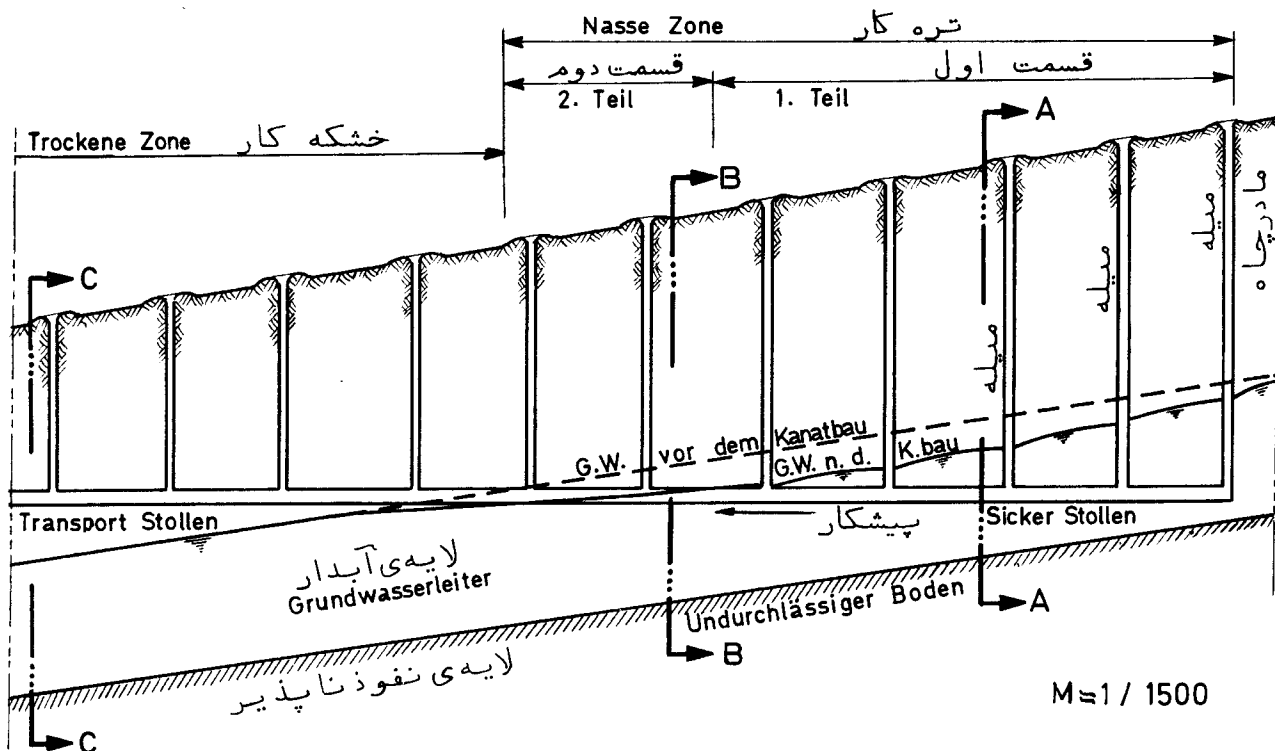 Nasse Zone تره کار
قسمت دوم قسمت اول
2. Teil 1. Teil
A
Trockene Zone خشکه کار
B
C
میله
میله
میله
مادرچاه
G.W. vor dem Kanatbau
G.W. n. d. K.bau
Transport Stollen
پیشکار
Sicker Stollen
لایه‌ی آبدار
Grundwasserleiter
Undurchlässiger Boden
A
B
لایه‌ی نفوذ ناپذیر
C
M≈1 / 1500